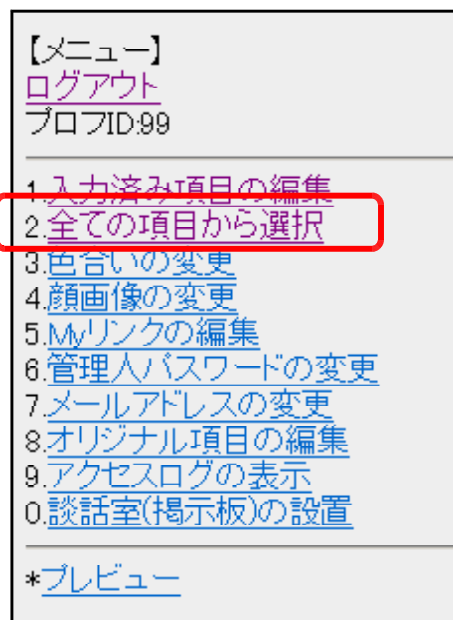 【メニュー】
ログアウト
プロフID:99
1.入力済み項目の編集
2.全ての項目から選択
3.色合いの変更
4.顔画像の変更
5.Myリンクの編集
6.管理人パスワードの変更
7.メールアドレスの変更
8.オリジナル項目の編集
9.アクセスログの表示
0.談話室(掲示板)の設置
*プレビュー